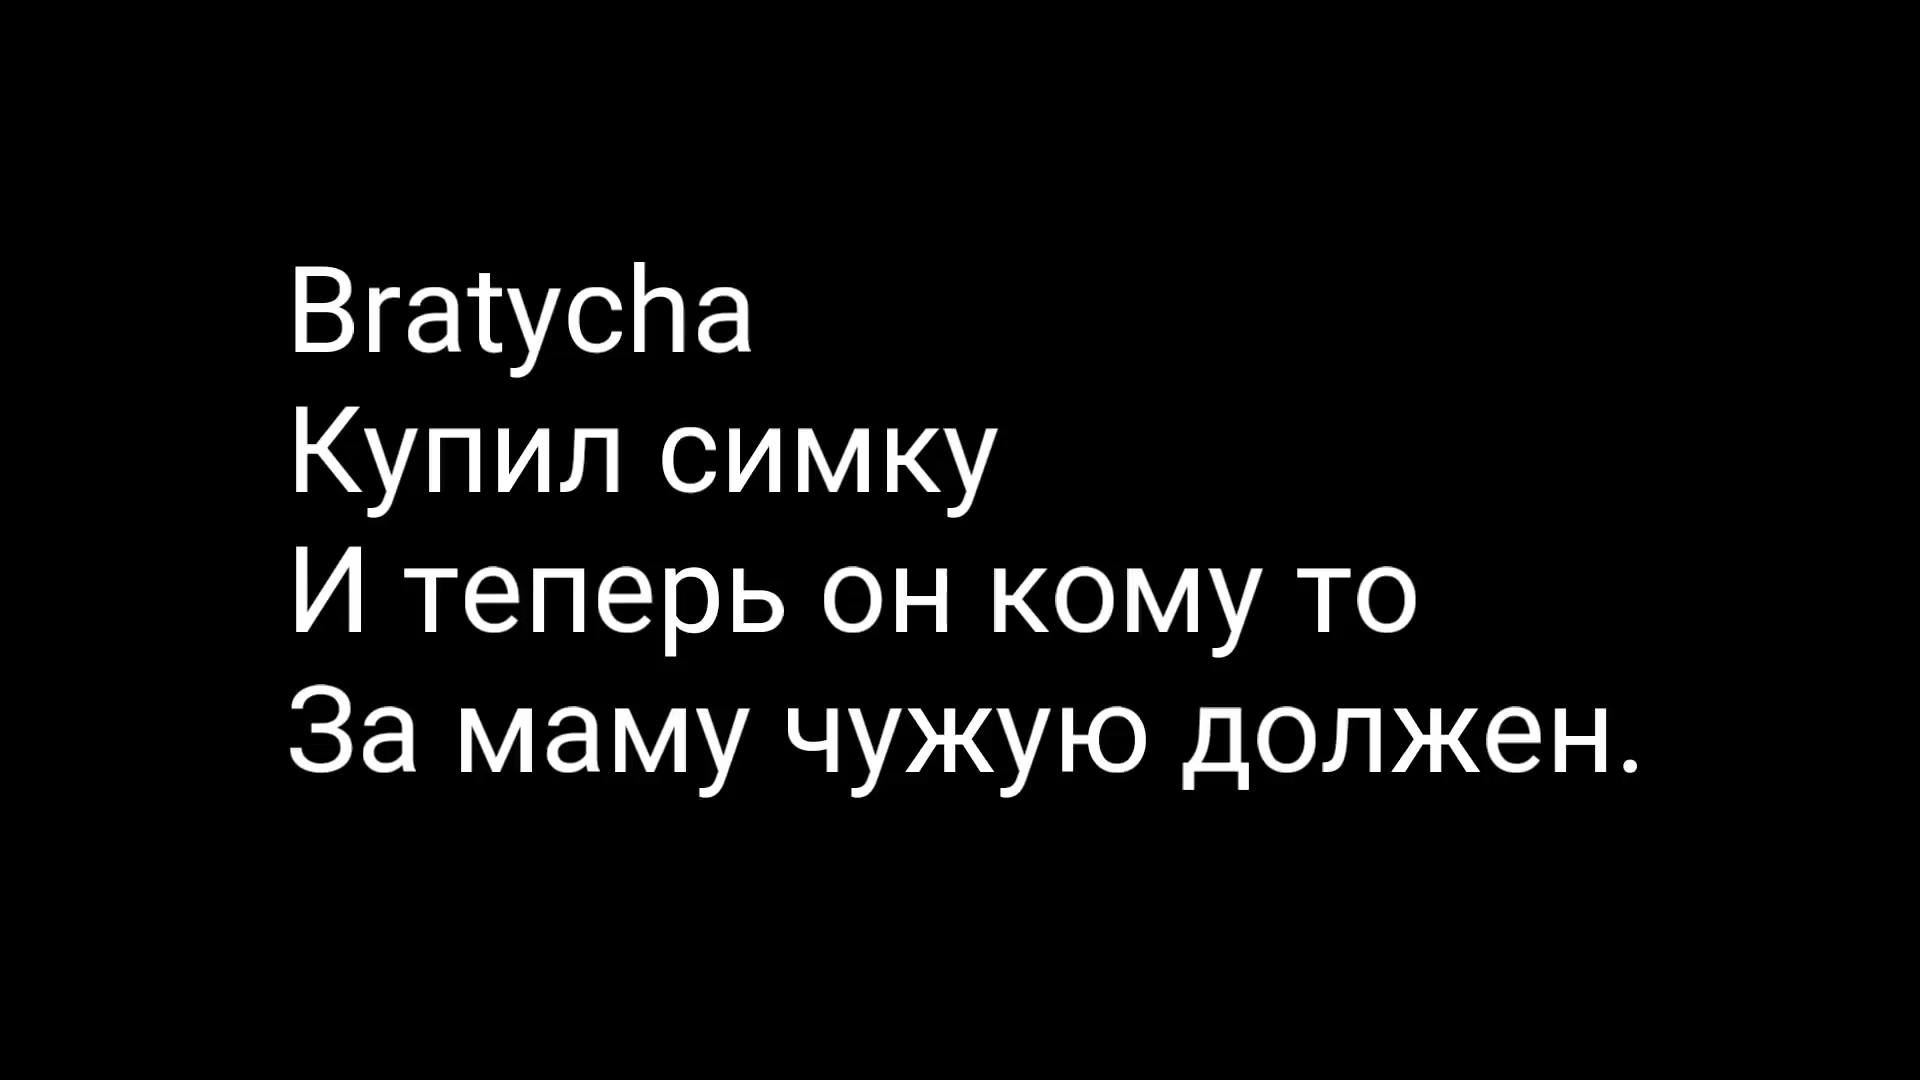 Bratycha
Купил симку
И теперь он кому то
За маму чужую должен.